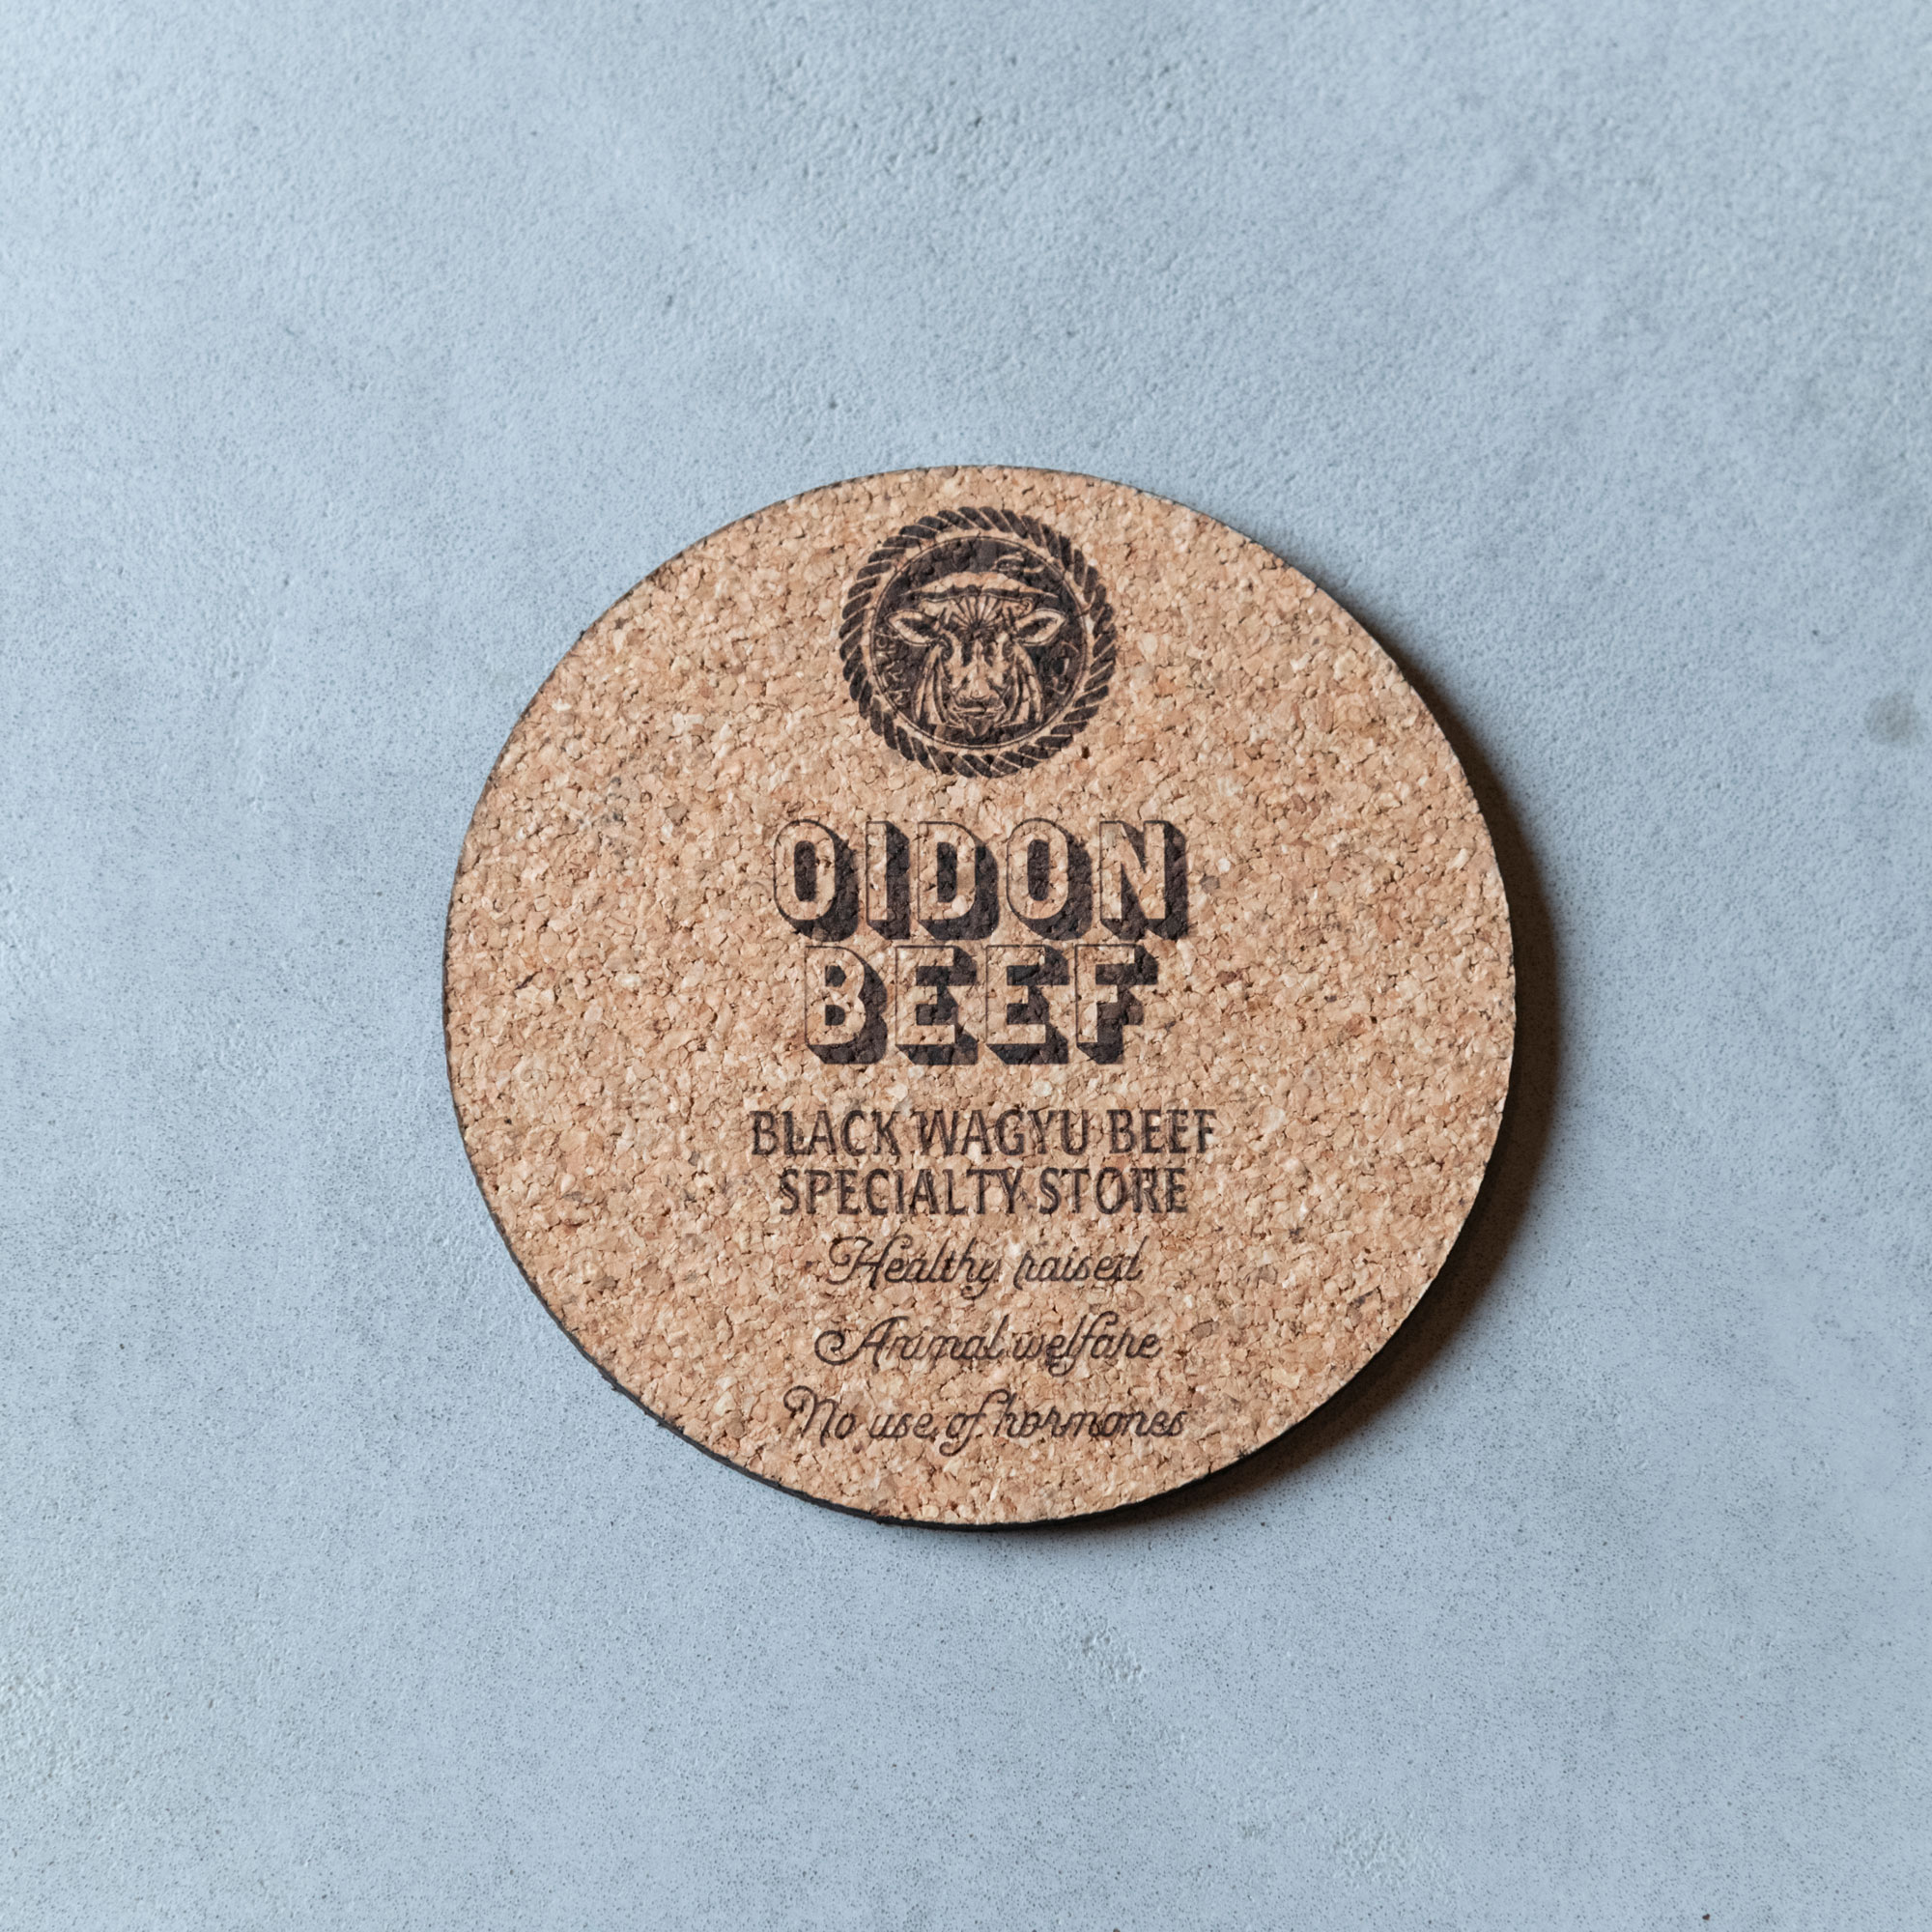 OIDON
BEEF
BLACK WAGYU BEEF
SPECIALTY STORE
Healthy raised
Animal welfare
No use of hormones